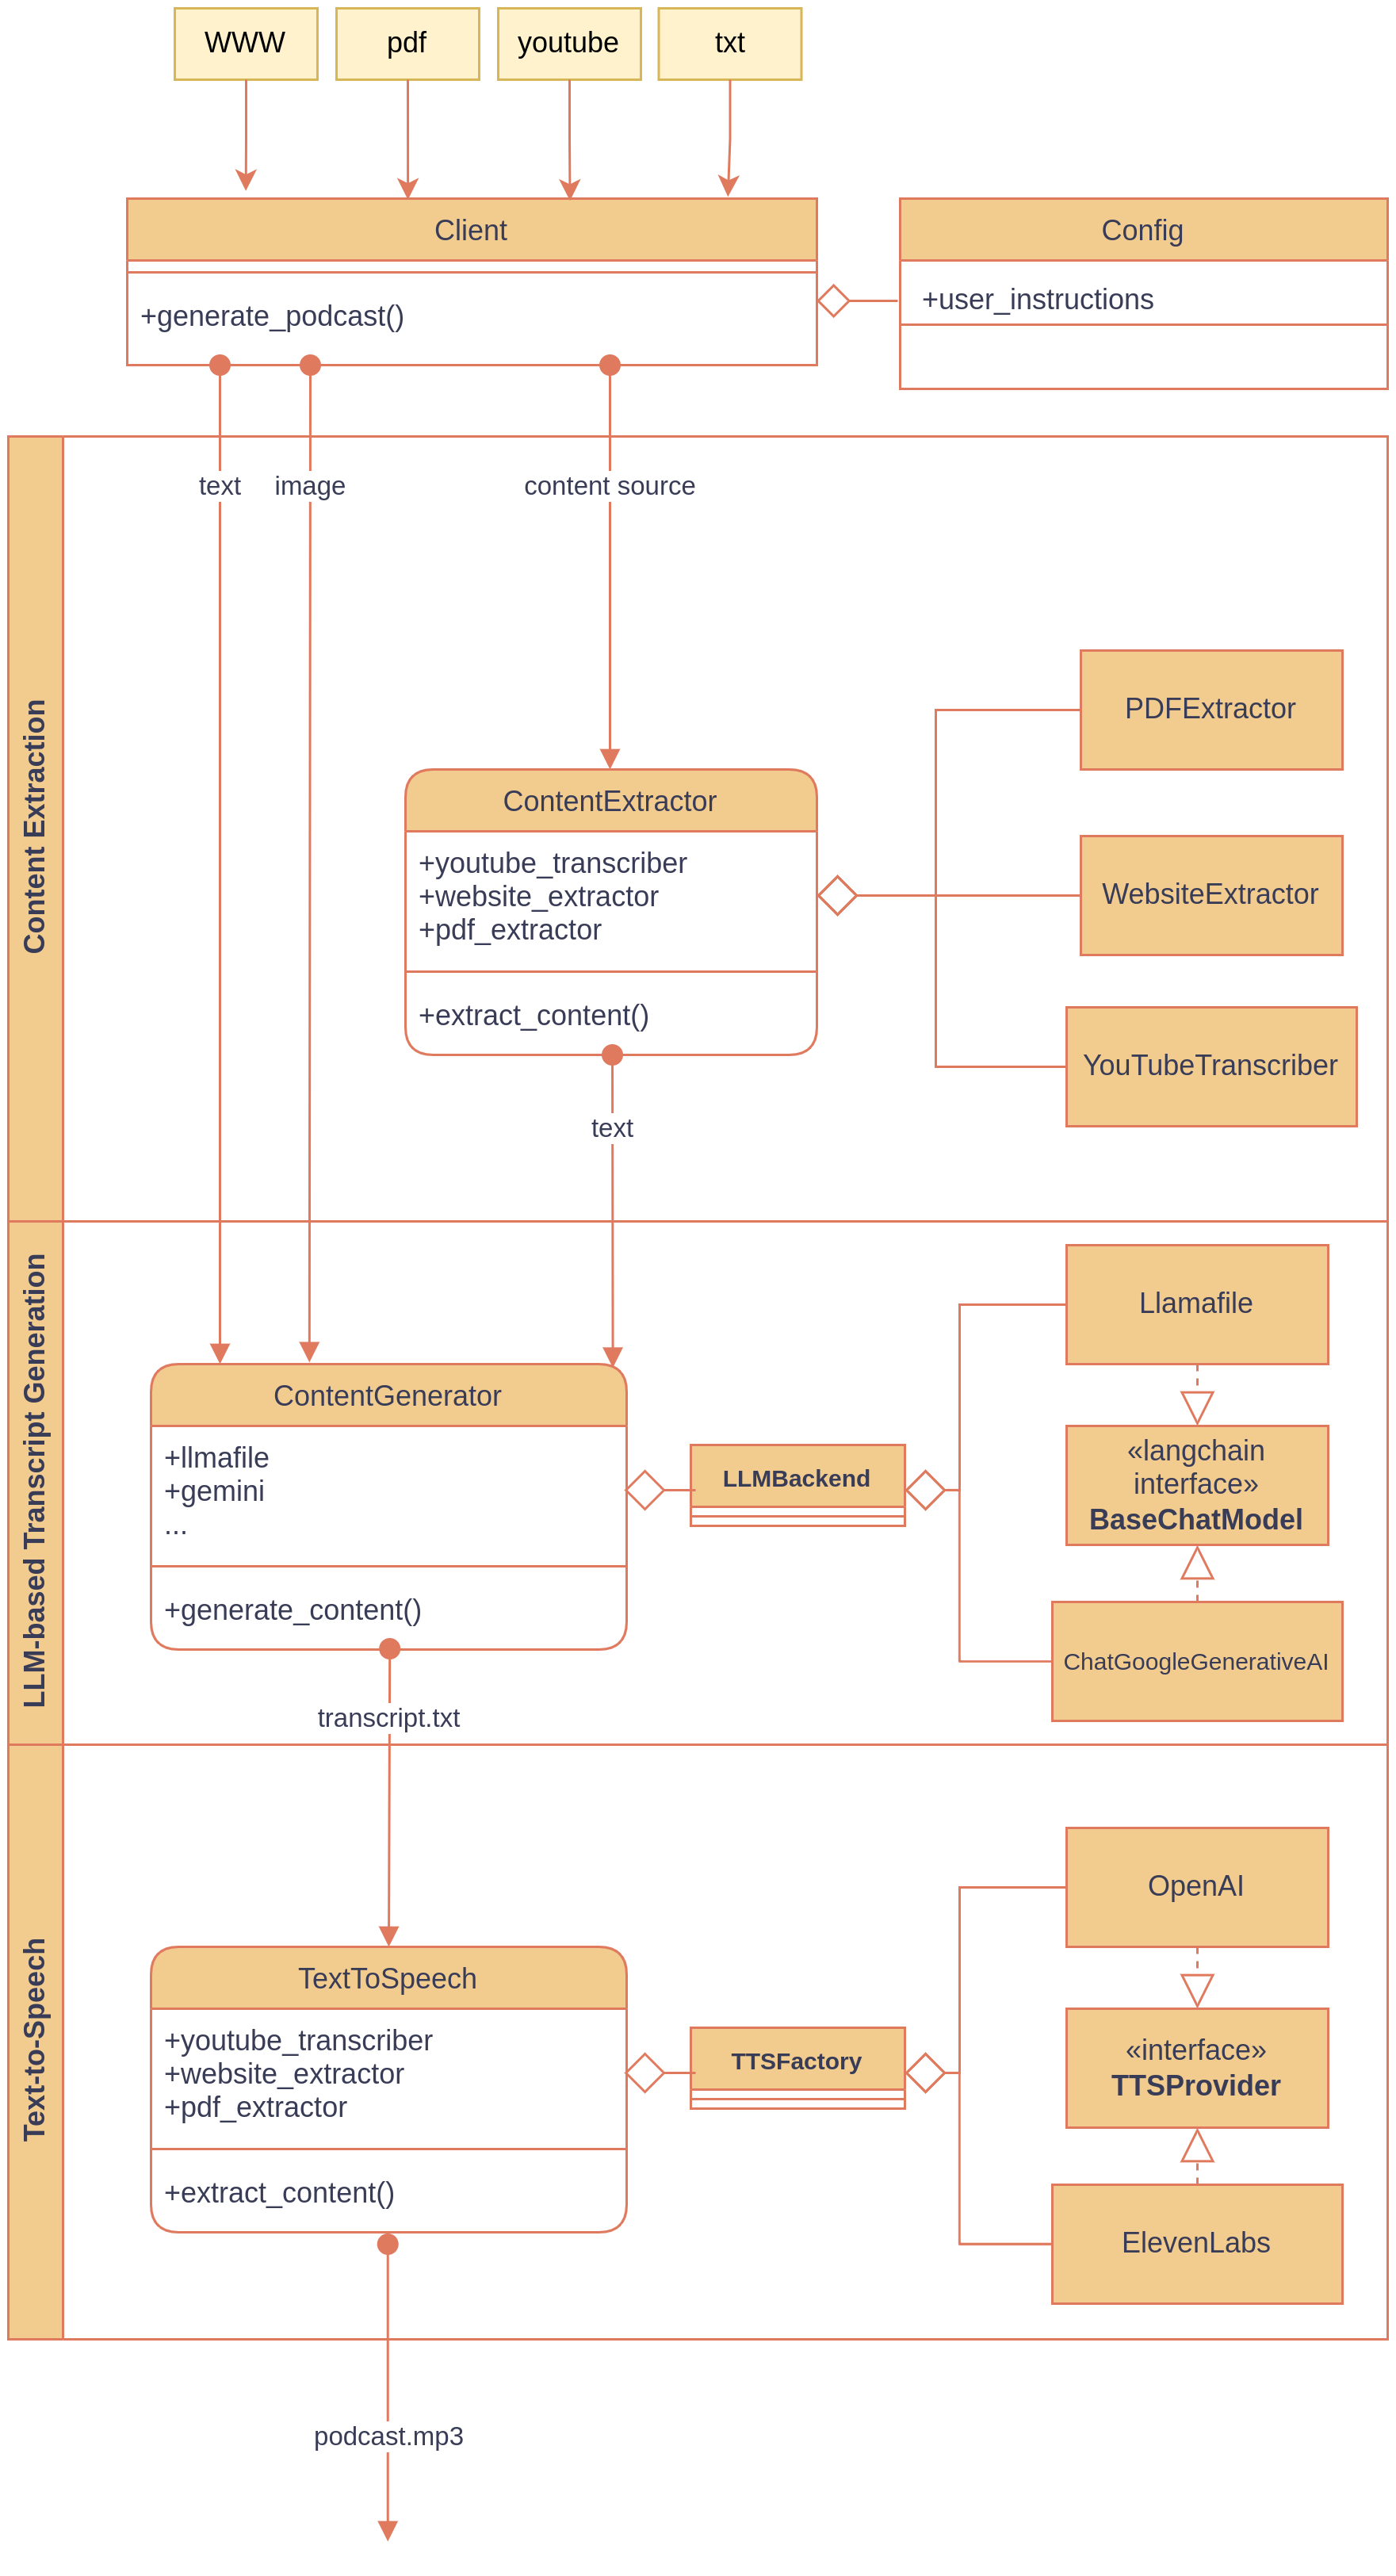 WWW
pdf
youtube
txt
Client
+generate_podcast()
Config
+user_instructions
Content Extraction
text
image
content source
PDFExtractor
ContentExtractor
+youtube_transcriber
+website_extractor
+pdf_extractor
+extract_content()
WebsiteExtractor
YouTubeTranscriber
text
LLM-based Transcript Generation
Llamafile
ContentGenerator
+llmafile
+gemini
...
+generate_content()
LLMBackend
«langchain
interface»
BaseChatModel
ChatGoogleGenerativeAI
transcript.txt
Text-to-Speech
OpenAI
TextToSpeech
+youtube_transcriber
+website_extractor
+pdf_extractor
+extract_content()
TTSFactory
«interface»
TTSProvider
ElevenLabs
podcast.mp3